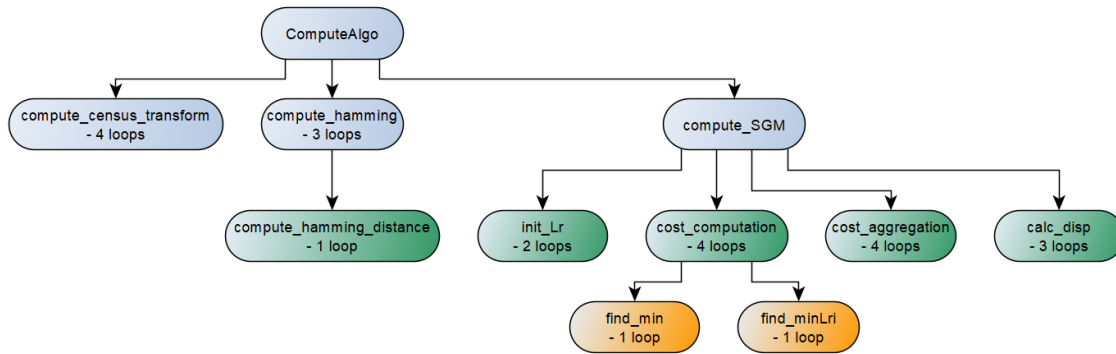 ComputeAlgo
compute_census_transform
- 4 loops
compute_hamming
- 3 loops
compute_SGM
compute_hamming_distance
- 1 loop
init_Lr
- 2 loops
cost_computation
- 4 loops
cost_aggregation
- 4 loops
calc_disp
- 3 loops
find_min
- 1 loop
find_minLri
- 1 loop